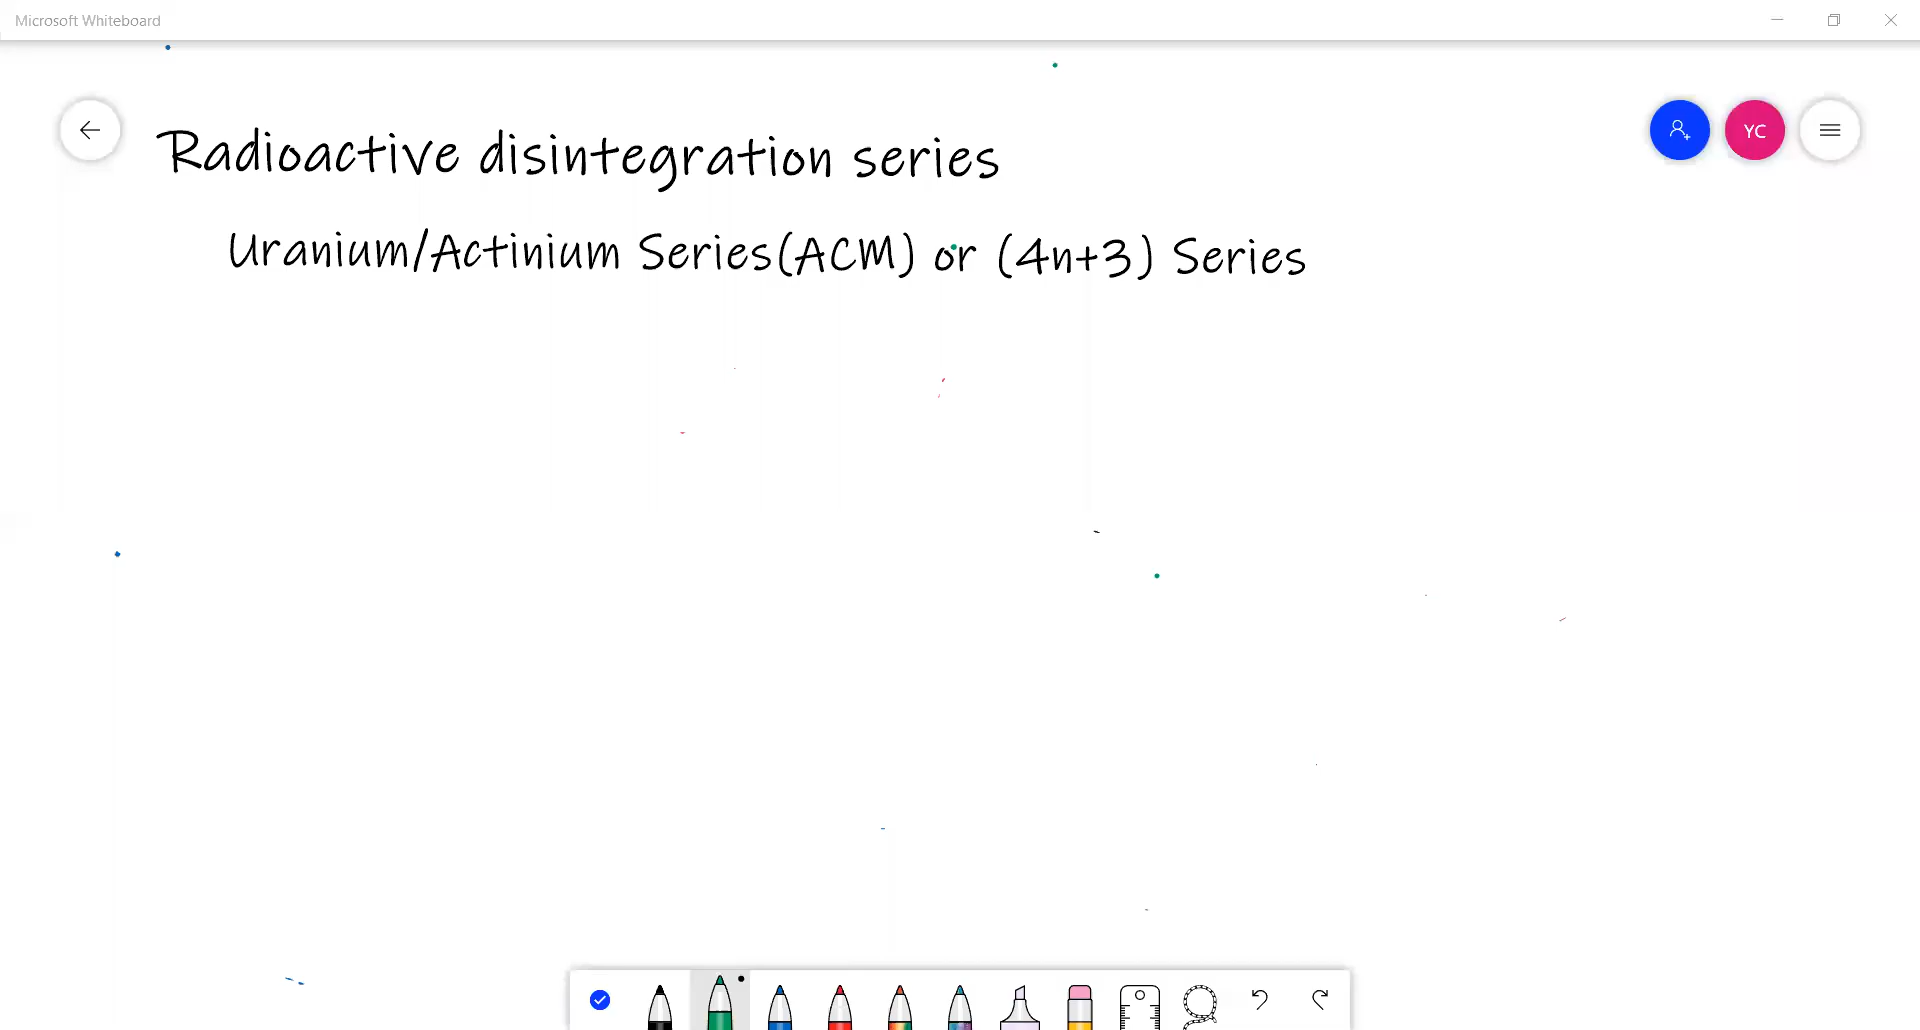 Microsoft Whiteboard
YC
Radioactive disintegration series
Uranium/Actinium Series(ACM) or (4n+3) Series